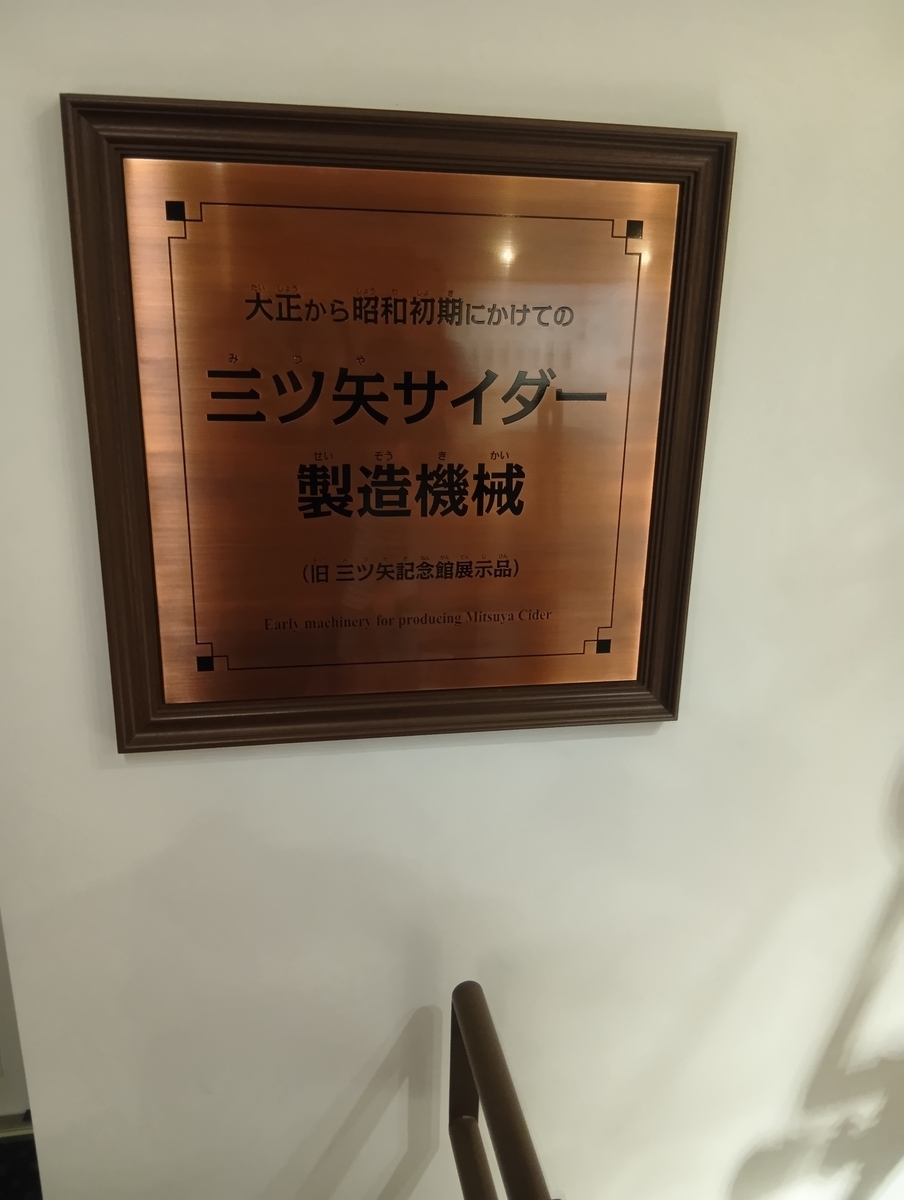 大正から昭和初期にかけての
三ツ矢サイダー
製造機械
(旧 三ツ矢記念館展示品)
Early machinery for producing Mitsuya Cider